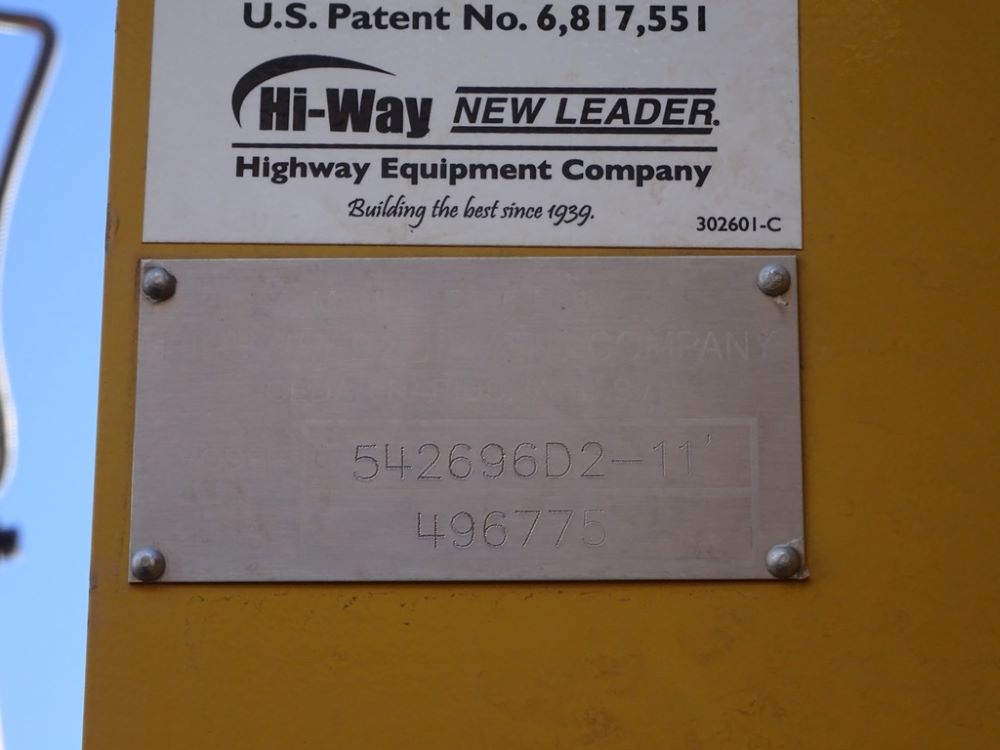 U.S. Patent No. 6,817,551
Hi-Way NEW LEADER.
Highway Equipment Company
Building the best since 1939.
302601-C
COMPANY
542696D2-11'
496775